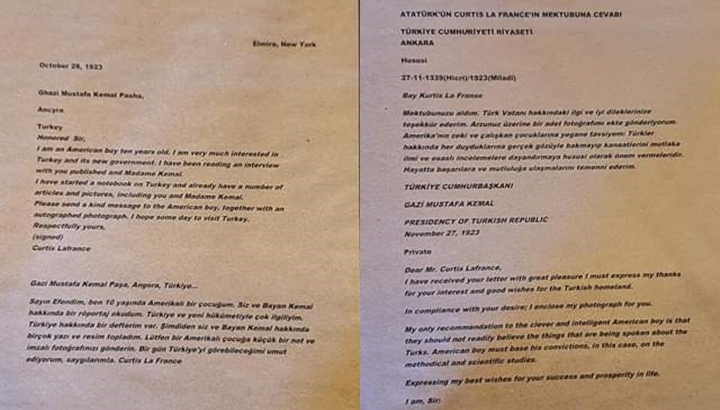 Elmira, New York
October 28, 1923
Ghazi Mustafa Kemal Pasha,
Ancyra
Turkey
Honored Sir,
I am an American boy ten years old. I am very much interested in
Turkey and its new government. I have been reading an interview
with you published and Madame Kemal.
I have started a notebook on Turkey and already have a number of
articles and pictures, including you and Madame Kemal.
Please send a kind message to the American boy, together with an
autographed photograph. I hope some day to visit Turkey.
Respectfully yours,
(signed)
Curtis Lafrance
Gazi Mustafa Kemal Paşa, Angora, Türkiye...
Sayın Efendim, ben 10 yaşında Amerikalı bir çocuğum. Siz ve Bayan Kemal
hakkında bir röportaj okudum. Türkiye ve yeni hükümetiyle çok ilgiliyim.
Türkiye hakkında bir defterim var. Şimdiden siz ve Bayan Kemal hakkında
birçok yazı ve resim topladım. Lütfen bir Amerikalı çocuğa küçük bir not ve
imzalı fotoğrafınızı gönderin. Bir gün Türkiye'yi görebileceğimi umut
ediyorum, saygılarımla. Curtis La France
ATATÜRK'ÜN CURTIS LA FRANCE'IN MEKTUBUNA CEVABI
TÜRKİYE CUMHURİYETİ RİYASETİ
ANKARA
Hususi
27-11-1339(Hicri)/1923(Miladi)
Bay Kurtis La Franse
Mektubunuzu aldım. Türk Vatanı hakkındaki ilgi ve iyi dileklerinize
teşekkür ederim. Arzunuz üzerine bir adet fotoğrafımı ekte gönderiyorum.
Amerika'nın zeki ve çalışkan çocuklarına yegane tavsiyem: Türkler
hakkında her duyduklarına gerçek gözüyle bakmayıp kanaatlerini mutlaka
ilmi ve esaslı incelemelere dayandırmaya hususi olarak önem vermeleridir.
Hayatta başarılara ve mutluluğa ulaşmalarını temenni ederim.
TÜRKİYE CUMHURBAŞKANI
GAZİ MUSTAFA KEMAL
PRESIDENCY OF TURKISH REPUBLIC
November 27, 1923
Private
Dear Mr. Curtis Lafrance,
I have received your letter with great pleasure I must express my thanks
for your interest and good wishes for the Turkish homeland.
In compliance with your desire; I enclose my photograph for you.
My only recommendation to the clever and intelligent American boy is that
they should not readily believe the things that are being spoken about the
Turks. American boy must base his convictions, in this case, on the
methodical and scientific studies.
Expressing my best wishes for your success and prosperity in life.
I am, Sir;